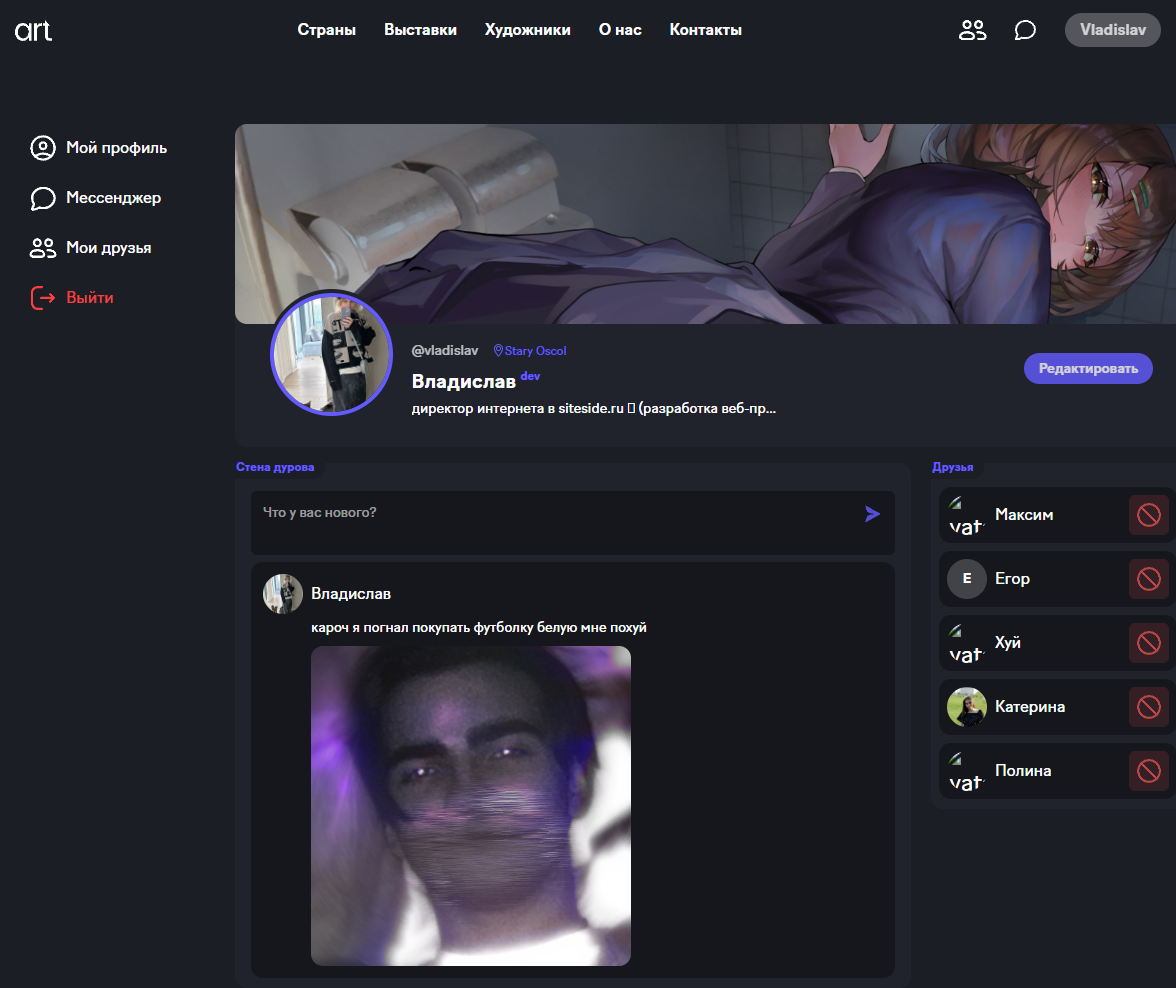 art
Страны Выставки Художники О нас Контакты
Vladislav
Мой профиль
Мессенджер
Мои друзья
Выйти
@vladislav Stary Oscol
Владислав dev
директор интернета в siteside.ru ▯ (разработка веб-пр...
Редактировать
Стена дурова
Что у вас нового?
Владислав
кароч я погнал покупать футболку белую мне похуй
Друзья
vat Максим
E Егор
vat Хуй
Катерина
vat Полина